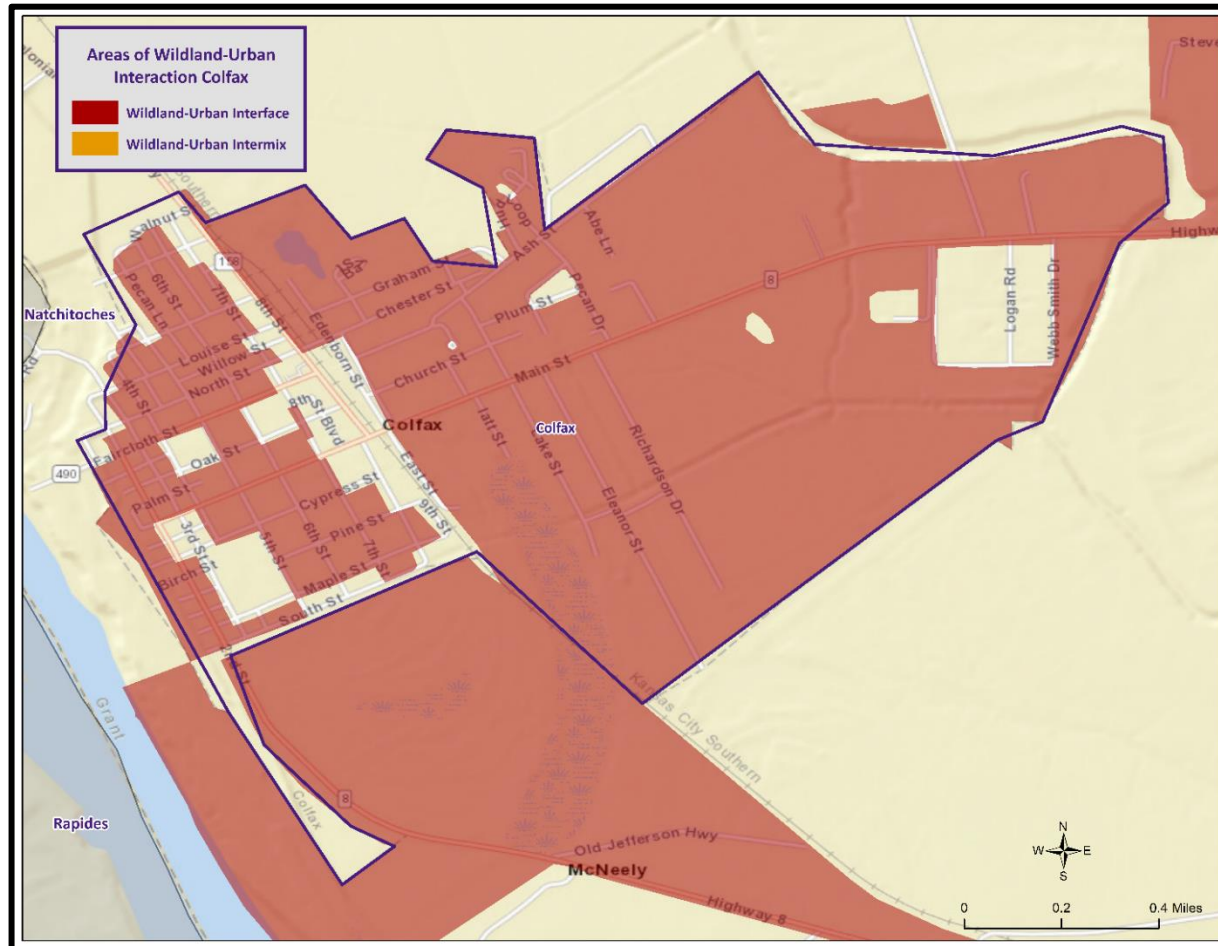 Areas of Wildland-Urban
Interaction Colfax
Wildland-Urban Interface
Wildland-Urban Intermix
Steve
Southern
Walnut S
158
6th St
Pecan Ln
7th St
8th St
Edenborn St
Loop
Ash S
Abe Ln
Graham St
Chester St
Plum St
Pecan Dr
8
Highw
Logan Rd
Webb Smith Dr
Natchitoches
Rd
Louise St
Willow St
North St
4th St
Church St
Main St
8th St Blvd
Colfax
Colfax
Faircloth St
Oak St
Iatt St
Lake St
Richardson Dr
490
Palm St
Cypress St
East St
9th St
Eleanor St
3rd St S
Pine St
5th St
6th St
7th St
Birch St
Maple St
South St
2nd St
Grant
Kansas City Southern
Colfax
8
Rapides
Old Jefferson Hwy
McNeely
Highway 8
N
W E
S
0 0.2 0.4 Miles